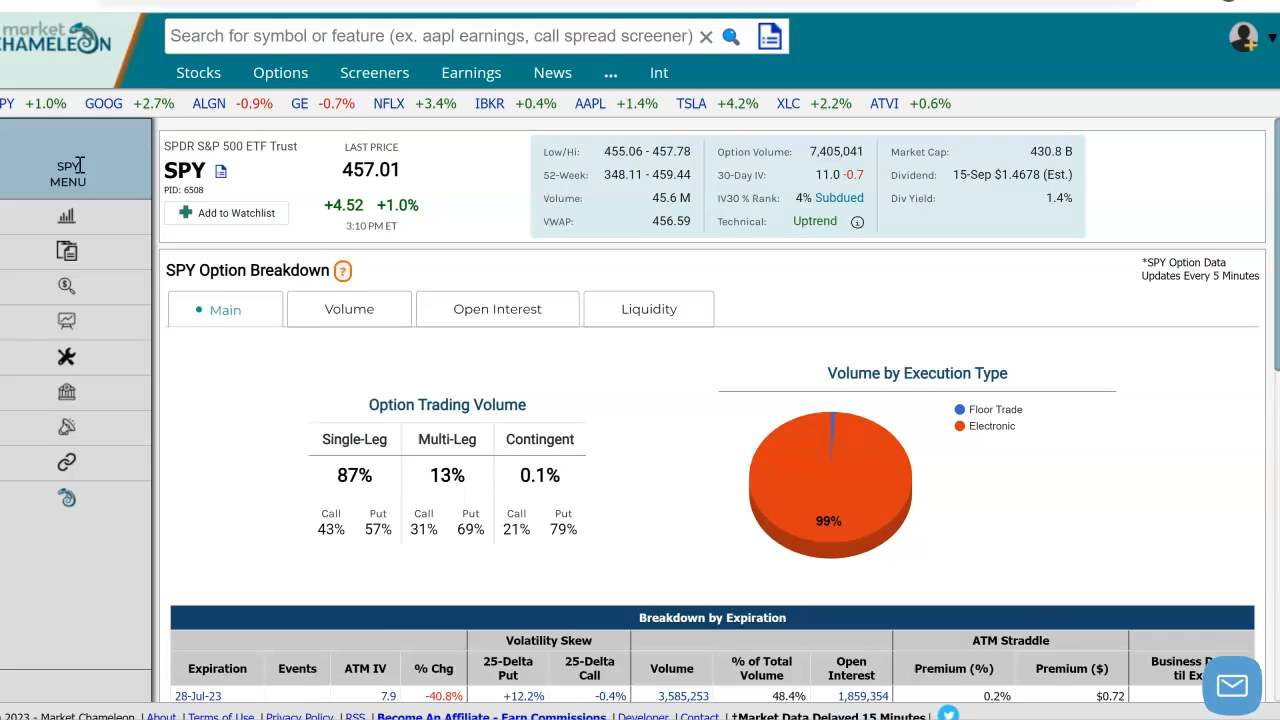 market
CHAMELEON
Search for symbol or feature (ex. aapl earnings, call spread screener)
Stocks Options Screeners Earnings News ... Int
PY +1.0% GOOG +2.7% ALGN -0.9% GE -0.7% NFLX +3.4% IBKR +0.4% AAPL +1.4% TSLA +4.2% XLC +2.2% ATVI +0.6%
SPY
MENU
SPDR S&P 500 ETF Trust
SPY
PID: 6508
Add to Watchlist
LAST PRICE
457.01
+4.52 +1.0%
3:10 PM ET
Low/Hi: 455.06 - 457.78
52-Week: 348.11 - 459.44
Volume: 45.6 M
VWAP: 456.59
Option Volume: 7,405,041
30-Day IV: 11.0 -0.7
IV30 % Rank: 4% Subdued
Technical: Uptrend
Market Cap: 430.8 B
Dividend: 15-Sep $1.4678 (Est.)
Div Yield: 1.4%
SPY Option Breakdown ?
*SPY Option Data
Updates Every 5 Minutes
Main Volume Open Interest Liquidity
Option Trading Volume
Single-Leg Multi-Leg Contingent
87% 13% 0.1%
Call Put Call Put Call Put
43% 57% 31% 69% 21% 79%
Volume by Execution Type
Floor Trade
Electronic
99%
Breakdown by Expiration
Volatility Skew ATM Straddle
Expiration Events ATM IV % Chg 25-Delta Put 25-Delta Call Volume % of Total Volume Open Interest Premium (%) Premium ($) Business D til Ex
28-Jul-23 7.9 -40.8% +12.2% -0.4% 3,585,253 48.4% 1,859,354 0.2% $0.72
2023 - Market Chameleon | About | Terms of Use | Privacy Policy | RSS | Become An Affiliate - Earn Commissions | Developer | Contact | †Market Data Delayed 15 Minutes |